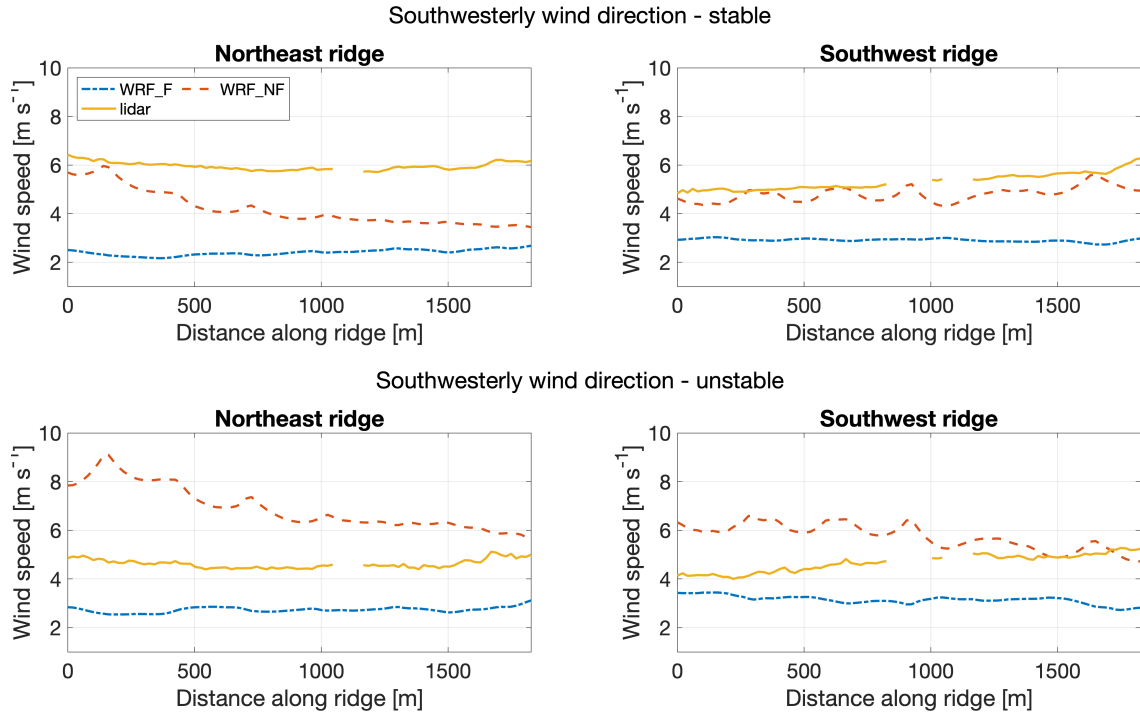 Southwesterly wind direction - stable
Northeast ridge
Southwest ridge
10
8
6
4
2
0
500
1000
1500
Wind speed [m s-1]
Distance along ridge [m]
WRF_F
WRF_NF
lidar
10
8
6
4
2
0
500
1000
1500
Wind speed [m s-1]
Distance along ridge [m]
Southwesterly wind direction - unstable
Northeast ridge
Southwest ridge
10
8
6
4
2
0
500
1000
1500
Wind speed [m s-1]
Distance along ridge [m]
10
8
6
4
2
0
500
1000
1500
Wind speed [m s-1]
Distance along ridge [m]